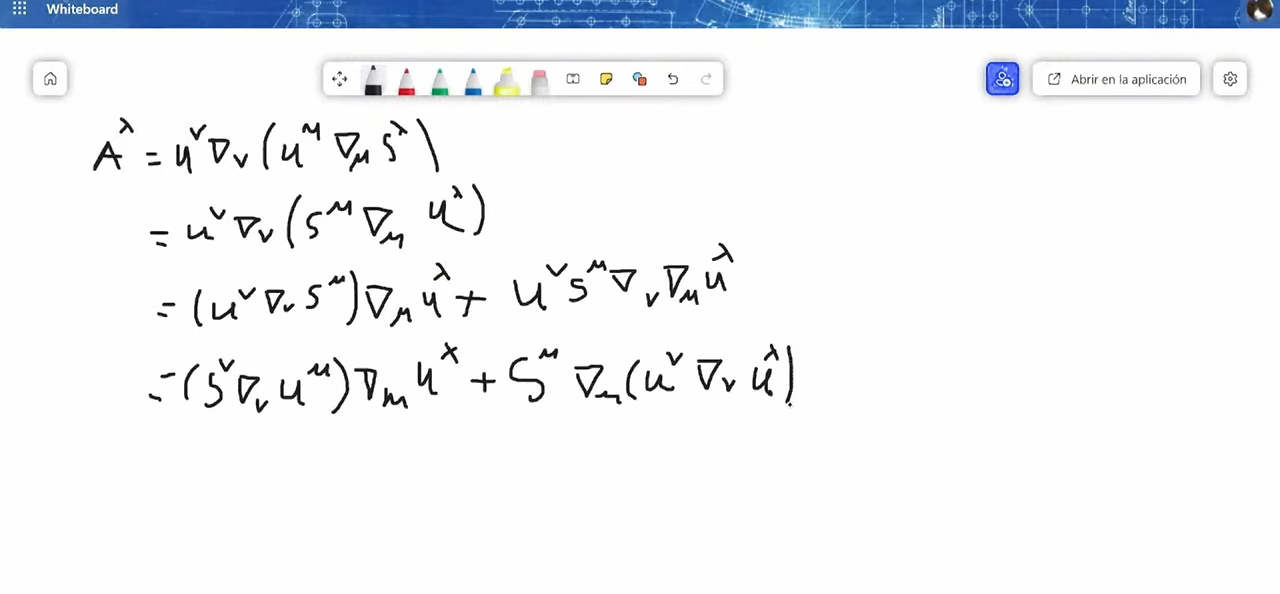 Whiteboard
Abrir en la aplicación
A^λ = u^ν ∇_ν (u^μ ∇_μ S^λ)
= u^ν ∇_ν (S^μ ∇_μ u^λ)
= (u^ν ∇_ν S^μ) ∇_μ u^λ + u^ν S^μ ∇_ν ∇_μ u^λ
= (S^ν ∇_ν u^μ) ∇_μ u^λ + S^μ ∇_μ (u^ν ∇_ν u^λ)